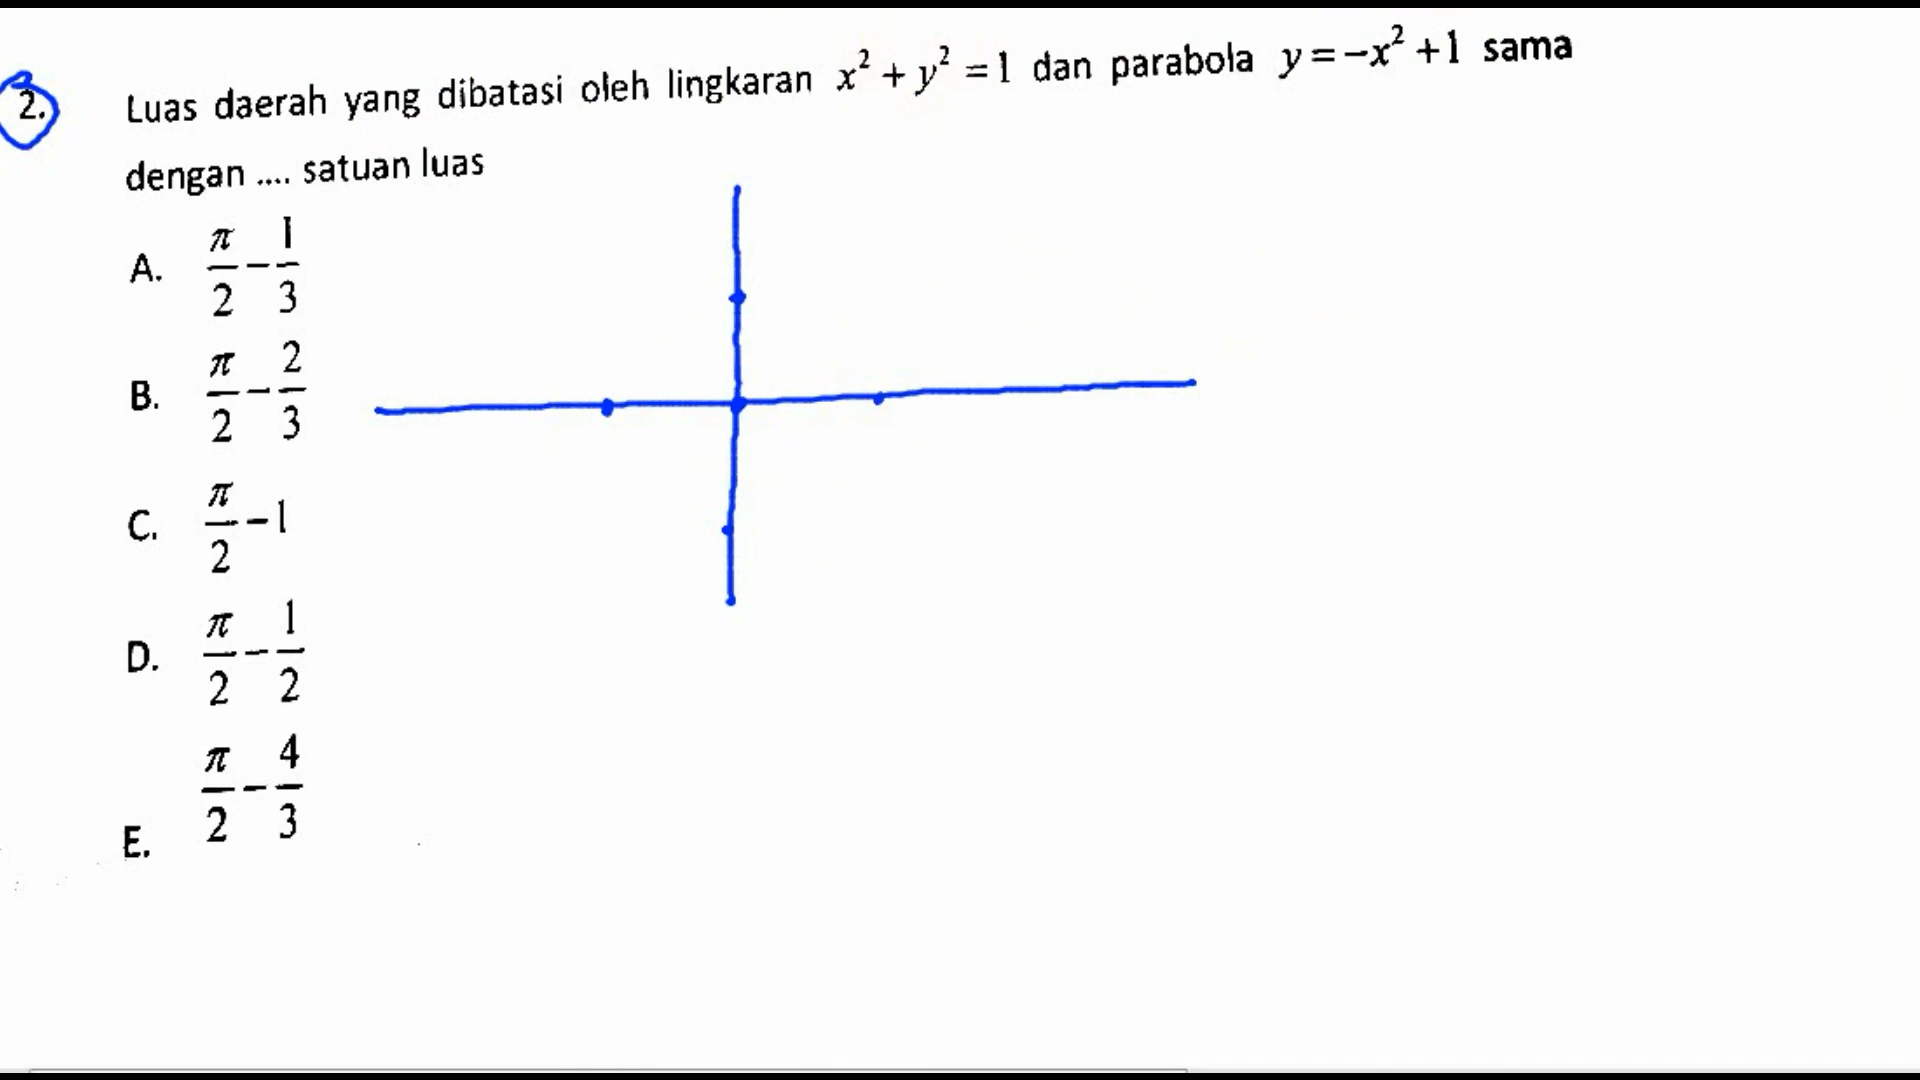 2. Luas daerah yang dibatasi oleh lingkaran x² + y² = 1 dan parabola y = −x² + 1 sama
dengan .... satuan luas
A. π/2 − 1/3
B. π/2 − 2/3
C. π/2 − 1
D. π/2 − 1/2
E. π/2 − 4/3